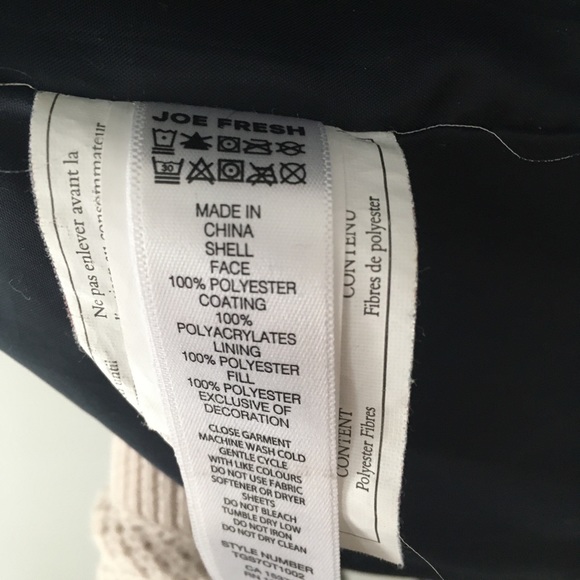 JOE FRESH
30
MADE IN
CHINA
SHELL
FACE
100% POLYESTER
COATING
100%
POLYACRYLATES
LINING
100% POLYESTER
FILL
100% POLYESTER
EXCLUSIVE OF
DECORATION
CLOSE GARMENT
MACHINE WASH COLD
GENTLE CYCLE
WITH LIKE COLOURS
DO NOT USE FABRIC
SOFTENER OR DRYER
SHEETS
DO NOT BLEACH
TUMBLE DRY LOW
DO NOT IRON
DO NOT DRY CLEAN
STYLE NUMBER
TGS7OT1002
Ne pas enlever avant la
consommateur
CONTENU
Fibres de polyester
CONTENT
Polyester Fibres